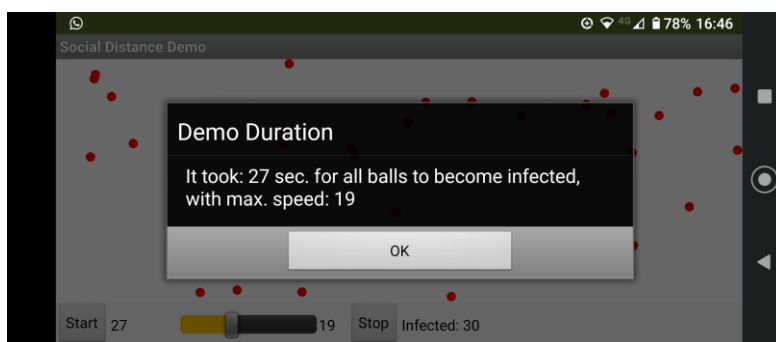 4G 78% 16:46
Social Distance Demo
Demo Duration
It took: 27 sec. for all balls to become infected,
with max. speed: 19
OK
Start 27 19 Stop Infected: 30